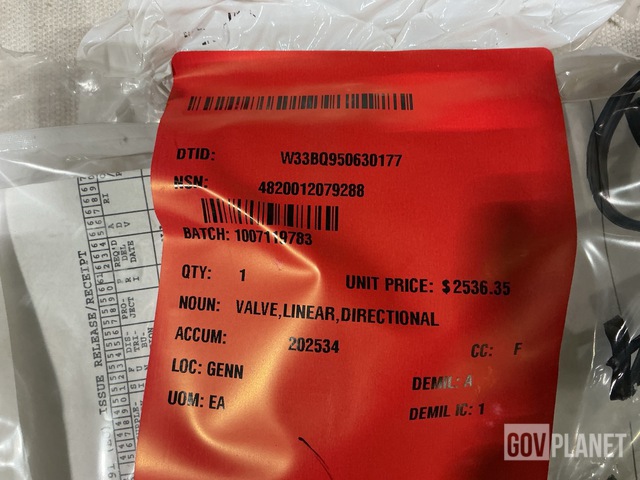 DTID: W33BQ950630177
NSN: 4820012079288
BATCH: 1007119783
QTY: 1 UNIT PRICE: $2536.35
NOUN: VALVE,LINEAR,DIRECTIONAL
ACCUM: 202534
CC: F
LOC: GENN
DEMIL: A
UOM: EA
DEMIL IC: 1
ISSUE RELEASE/RECEIPT
GOVPLANET